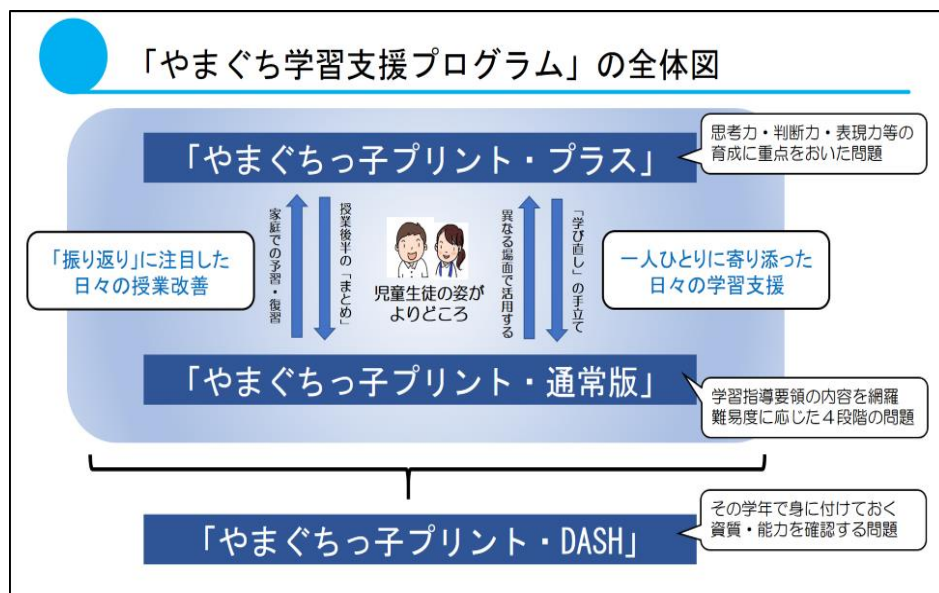 「やまぐち学習支援プログラム」の全体図
「やまぐちっ子プリント・プラス」
思考力・判断力・表現力等の
育成に重点をおいた問題
「振り返り」に注目した
日々の授業改善
家庭での予習・復習
授業後半の「まとめ」
児童生徒の姿が
よりどころ
異なる場面で活用する
「学び直し」の手立て
一人ひとりに寄り添った
日々の学習支援
「やまぐちっ子プリント・通常版」
学習指導要領の内容を網羅
難易度に応じた４段階の問題
「やまぐちっ子プリント・DASH」
その学年で身に付けておく
資質・能力を確認する問題